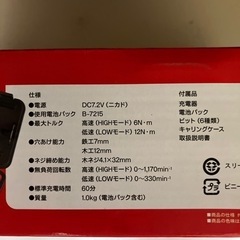 仕様
●電源 DC7.2V（ニカド）
●使用電池パック B-7215
●最大トルク 高速（HIGHモード）6N・m
低速（LOWモード）12N・m
●穴あけ能力 鉄工7mm
木工12mm
●ネジ締め能力 木ネジ4.1×32mm
●無負荷回転数 高速（HIGHモード）0~1,170min⁻¹
低速（LOWモード）0~330min⁻¹
●標準充電時間 60分
●質量 1.0kg（電池パック含む）
付属品
充電器
電池パック
ビット（6種類）
キャリングケース
取扱説明書
スリー
ビニー